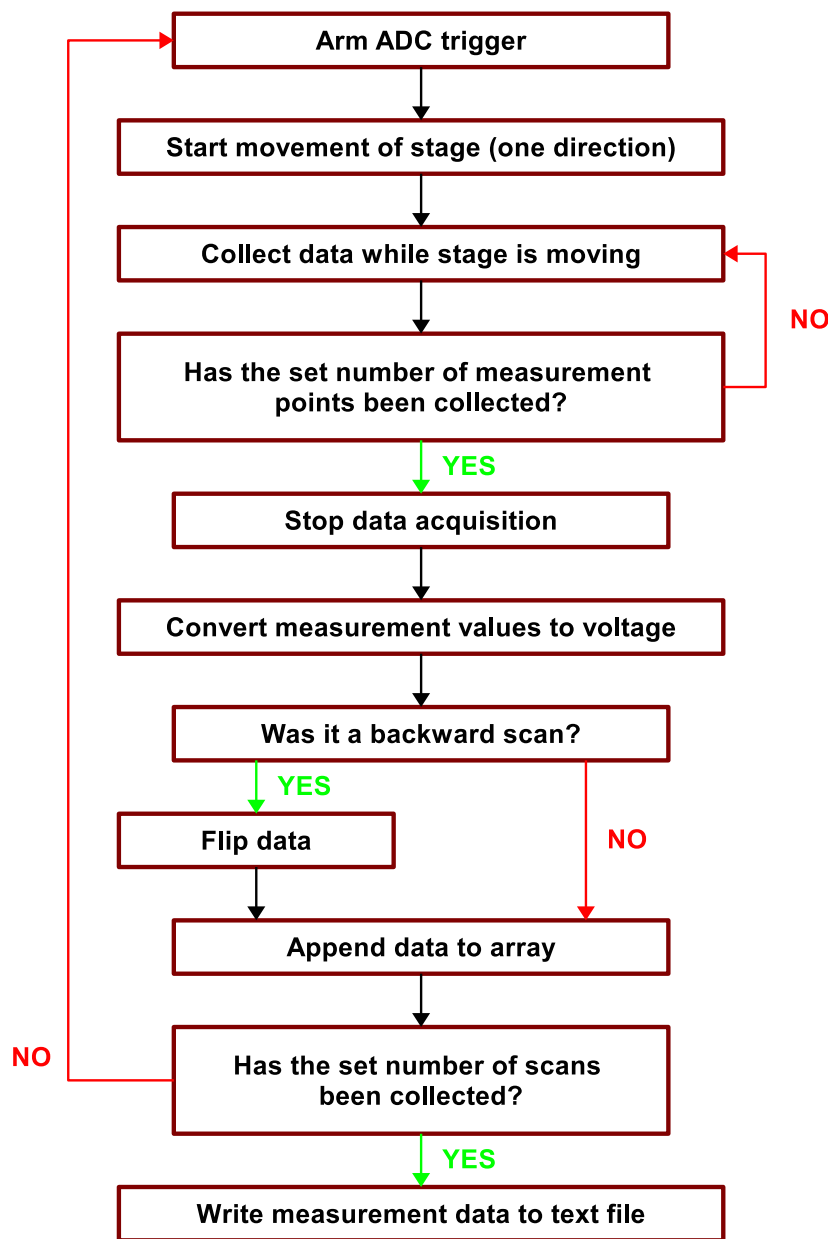 Arm ADC trigger
Start movement of stage (one direction)
Collect data while stage is moving
NO
Has the set number of measurement
points been collected?
YES
Stop data acquisition
Convert measurement values to voltage
Was it a backward scan?
YES
Flip data
NO
Append data to array
NO
Has the set number of scans
been collected?
YES
Write measurement data to text file